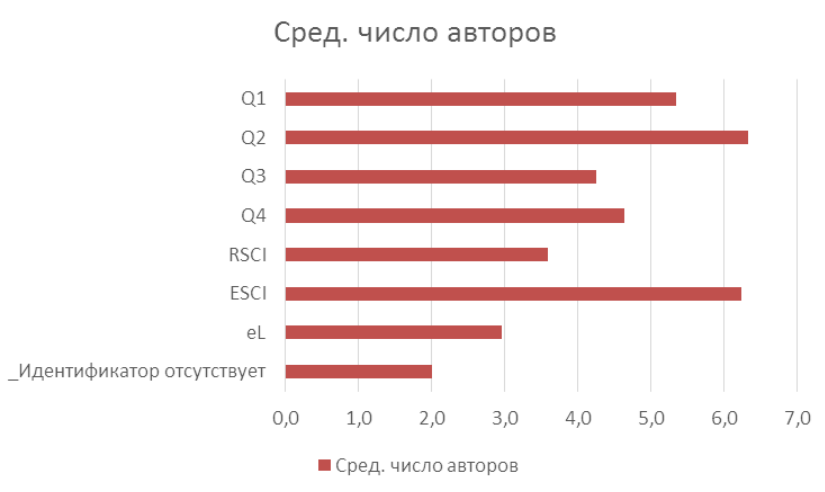 Сред. число авторов
Q1
Q2
Q3
Q4
RSCI
ESCI
eL
_Идентификатор отсутствует
0,0 1,0 2,0 3,0 4,0 5,0 6,0 7,0
Сред. число авторов